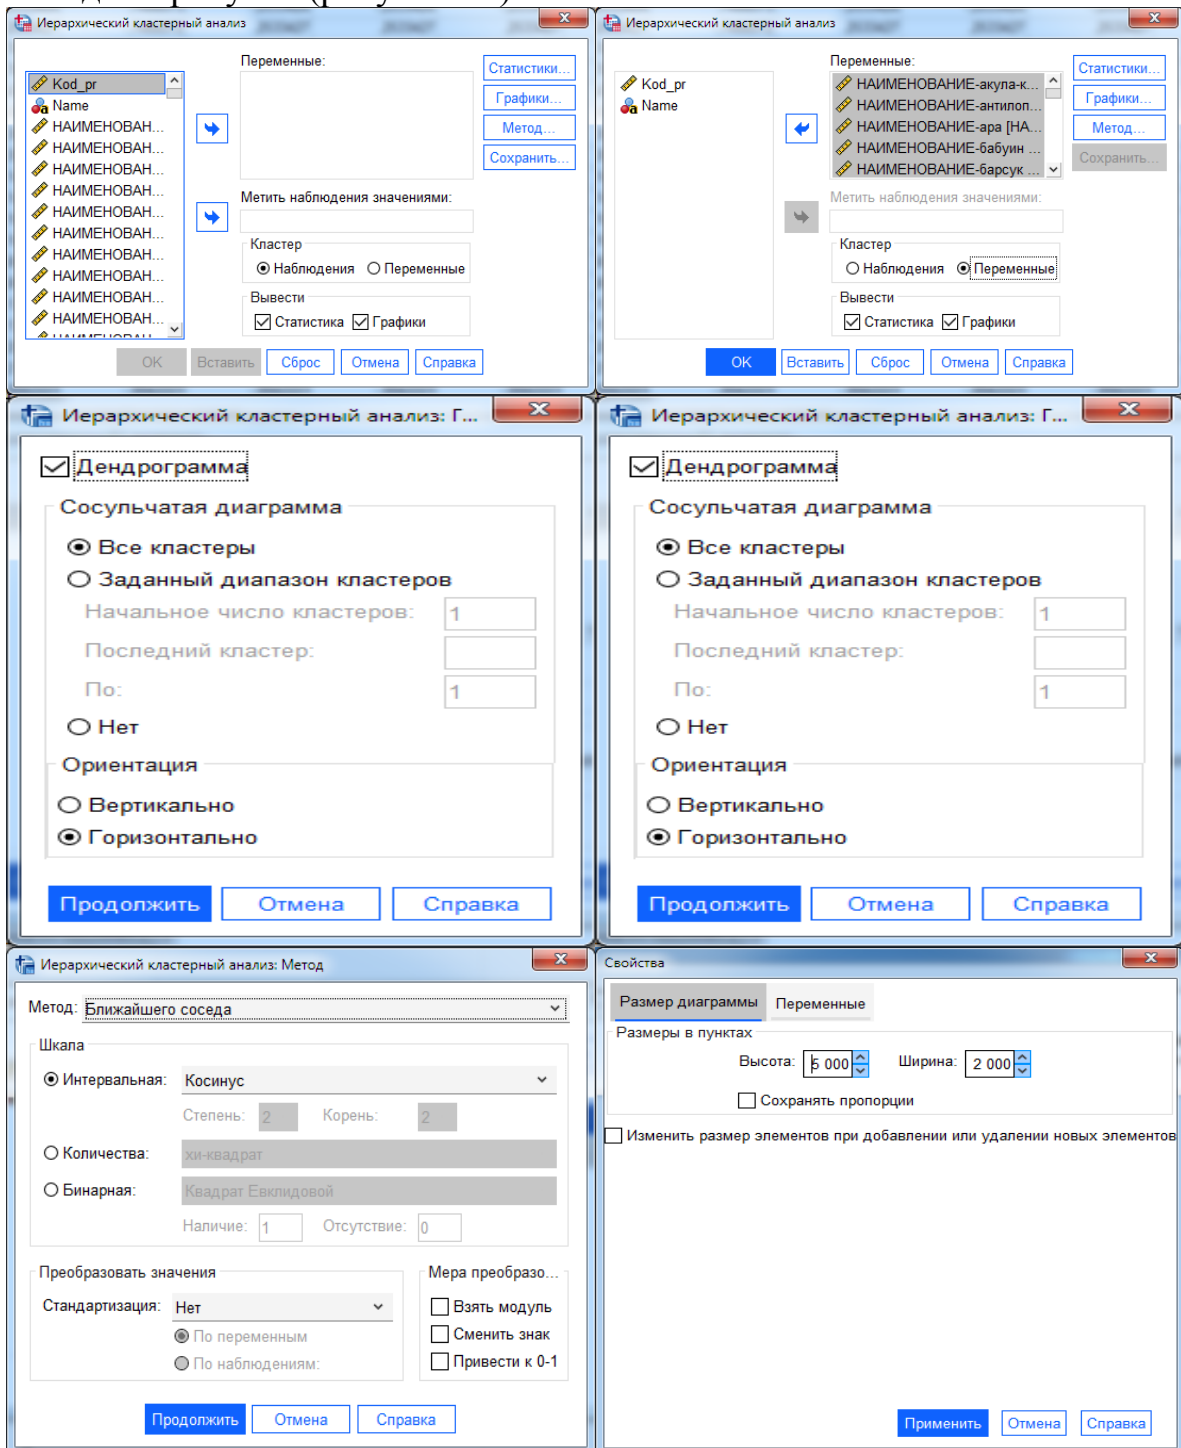 Иерархический кластерный анализ
Переменные:
Kod_pr
Name
НАИМЕНОВАН...
НАИМЕНОВАН...
НАИМЕНОВАН...
НАИМЕНОВАН...
НАИМЕНОВАН...
НАИМЕНОВАН...
НАИМЕНОВАН...
НАИМЕНОВАН...
НАИМЕНОВАН...
НАИМЕНОВАН...
Статистики...
Графики...
Метод...
Сохранить...
Метить наблюдения значениями:
Кластер
Наблюдения Переменные
Вывести
Статистика Графики
OK Вставить Сброс Отмена Справка
Иерархический кластерный анализ
Переменные:
Kod_pr
Name
НАИМЕНОВАНИЕ-акула-к...
НАИМЕНОВАНИЕ-антилоп...
НАИМЕНОВАНИЕ-ара [НА...
НАИМЕНОВАНИЕ-бабуин ...
НАИМЕНОВАНИЕ-барсук ...
Статистики...
Графики...
Метод...
Сохранить...
Метить наблюдения значениями:
Кластер
Наблюдения Переменные
Вывести
Статистика Графики
OK Вставить Сброс Отмена Справка
Иерархический кластерный анализ: Г...
Дендрограмма
Сосульчатая диаграмма
Все кластеры
Заданный диапазон кластеров
Начальное число кластеров: 1
Последний кластер:
По: 1
Нет
Ориентация
Вертикально
Горизонтально
Продолжить Отмена Справка
Иерархический кластерный анализ: Г...
Дендрограмма
Сосульчатая диаграмма
Все кластеры
Заданный диапазон кластеров
Начальное число кластеров: 1
Последний кластер:
По: 1
Нет
Ориентация
Вертикально
Горизонтально
Продолжить Отмена Справка
Иерархический кластерный анализ: Метод
Метод: Ближайшего соседа
Шкала
Интервальная: Косинус
Степень: 2 Корень: 2
Количества: хи-квадрат
Бинарная: Квадрат Евклидовой
Наличие: 1 Отсутствие: 0
Преобразовать значения
Стандартизация: Нет
По переменным
По наблюдениям:
Мера преобразо...
Взять модуль
Сменить знак
Привести к 0-1
Продолжить Отмена Справка
Свойства
Размер диаграммы Переменные
Размеры в пунктах
Высота: 5 000 Ширина: 2 000
Сохранять пропорции
Изменить размер элементов при добавлении или удалении новых элементов
Применить Отмена Справка